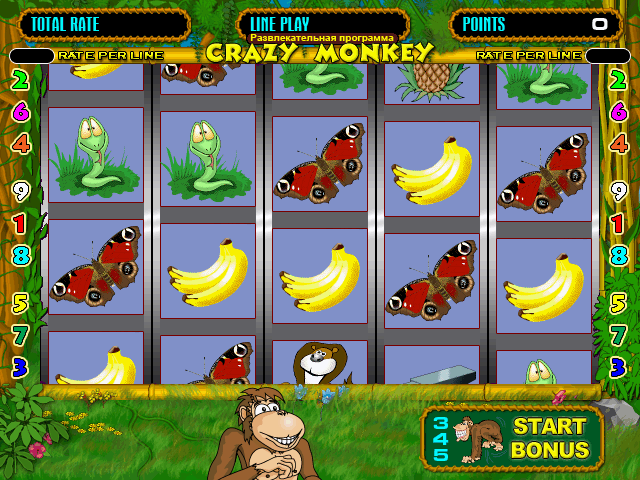 TOTAL RATE
LINE PLAY
POINTS 0
Развлекательная программа
RATE PER LINE
CRAZY MONKEY
RATE PER LINE
2 2
6 6
4 4
9 9
1 1
8 8
5 5
7 7
3 3
3
4
5
START
BONUS